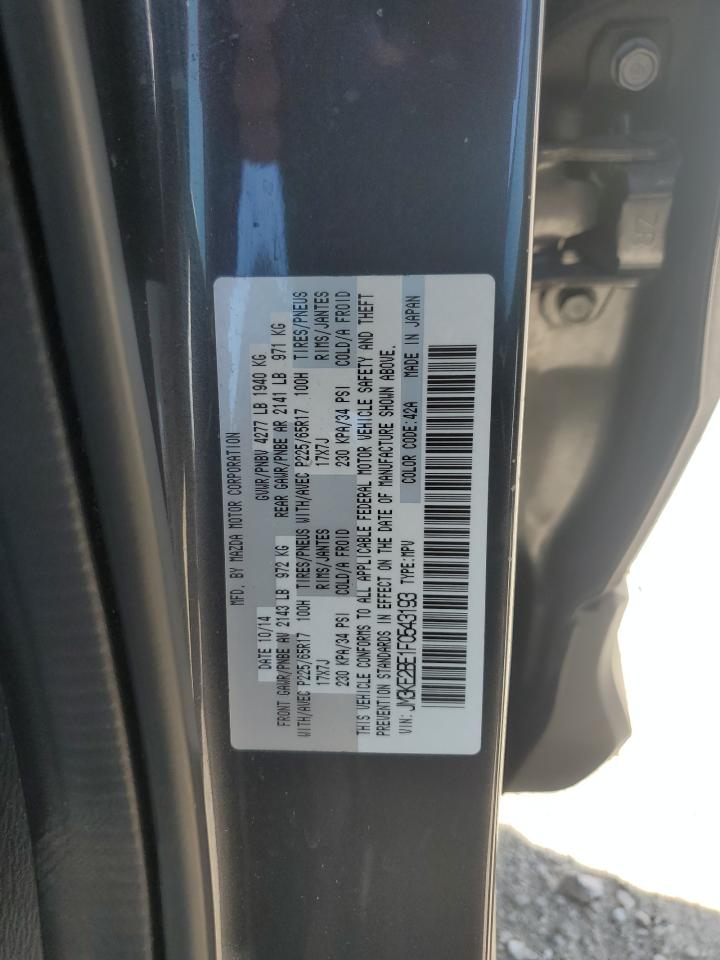 MFD. BY MAZDA MOTOR CORPORATION
DATE 10/14 GVWR/PNBV 4277 LB 1940 KG
FRONT GAWR/PNBE AV 2143 LB 972 KG REAR GAWR/PNBE AR 2141 LB 971 KG
WITH/AVEC P225/65R17 100H TIRES/PNEUS WITH/AVEC P225/65R17 100H TIRES/PNEUS
17X7J RIMS/JANTES 17X7J RIMS/JANTES
230 KPA/34 PSI COLD/A FROID 230 KPA/34 PSI COLD/A FROID
THIS VEHICLE CONFORMS TO ALL APPLICABLE FEDERAL MOTOR VEHICLE SAFETY AND THEFT
PREVENTION STANDARDS IN EFFECT ON THE DATE OF MANUFACTURE SHOWN ABOVE.
VIN: JM3KE2BE1F0543193 TYPE:MPV COLOR CODE:42A MADE IN JAPAN
8
ZR